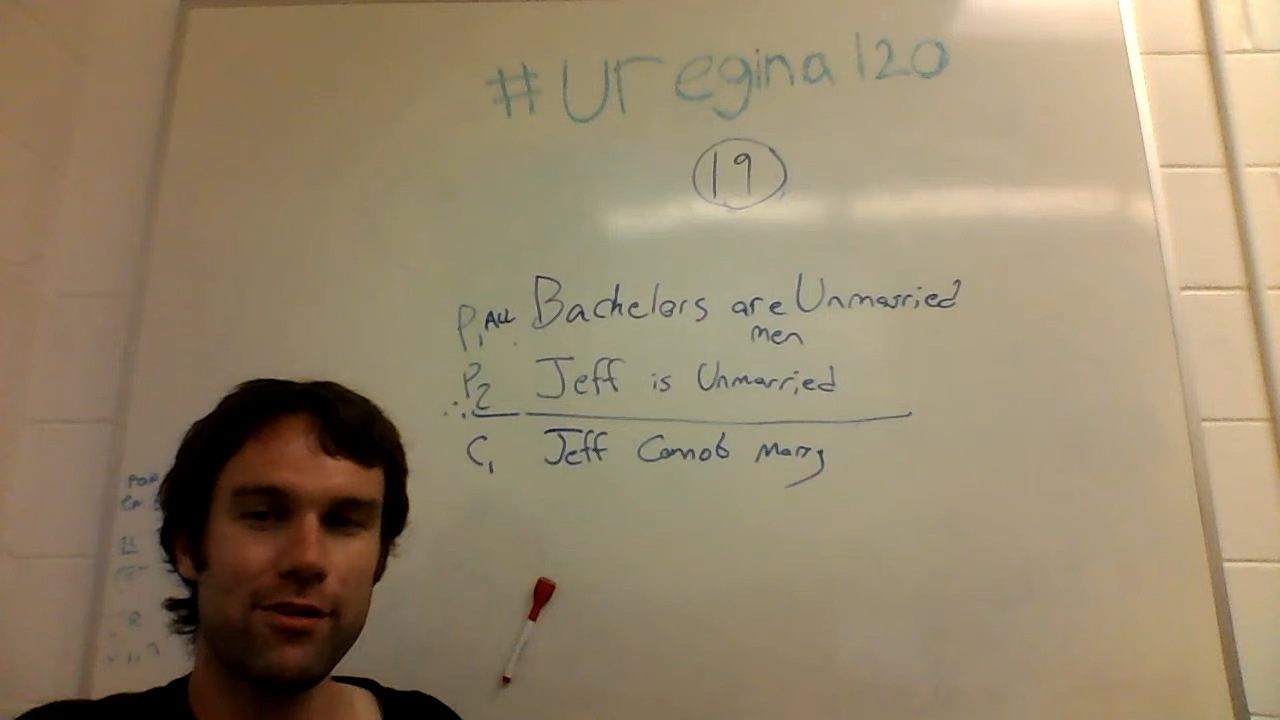 #Uregina120
19
P1 All Bachelors are Unmarried
men
P2 Jeff is Unmarried
∴
C1 Jeff Cannot Marry